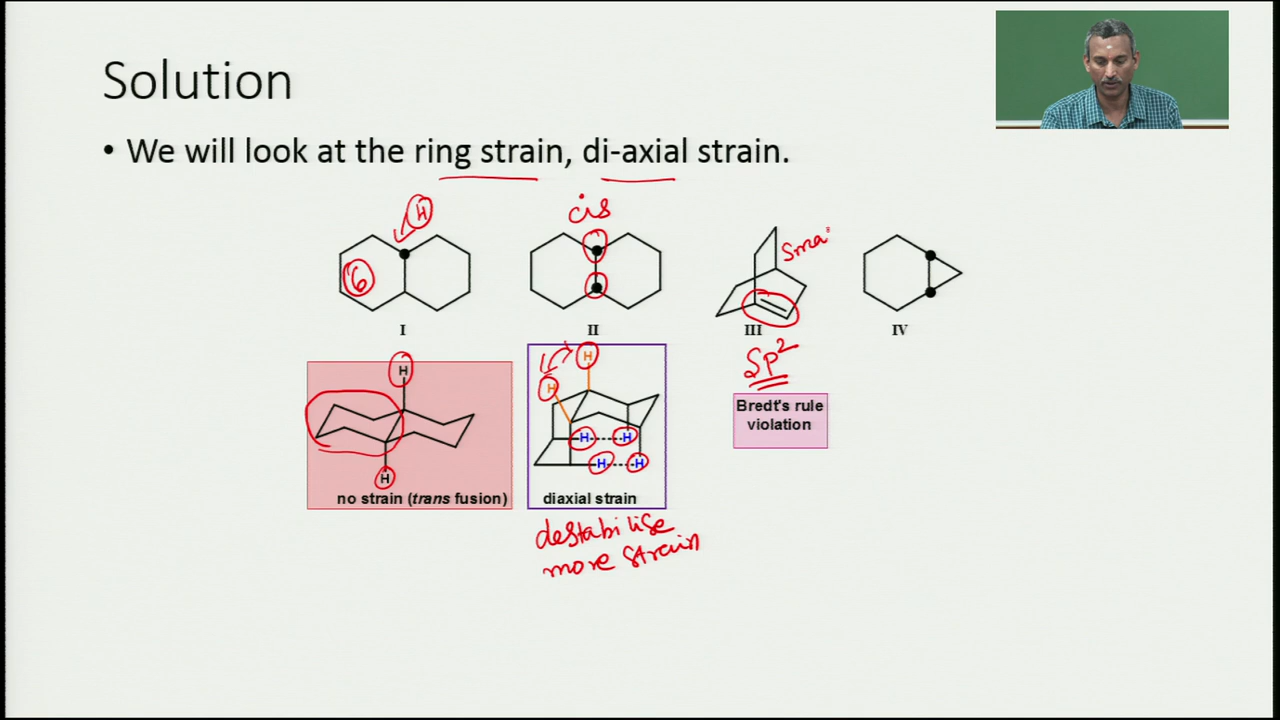 Solution
• We will look at the ring strain, di-axial strain.
H
cis
6
Sma
I
II
III
IV
H
H
no strain (trans fusion)
H
H
H
H
H
H
diaxial strain
Sp²
Bredt's rule
violation
destabilise
more strain